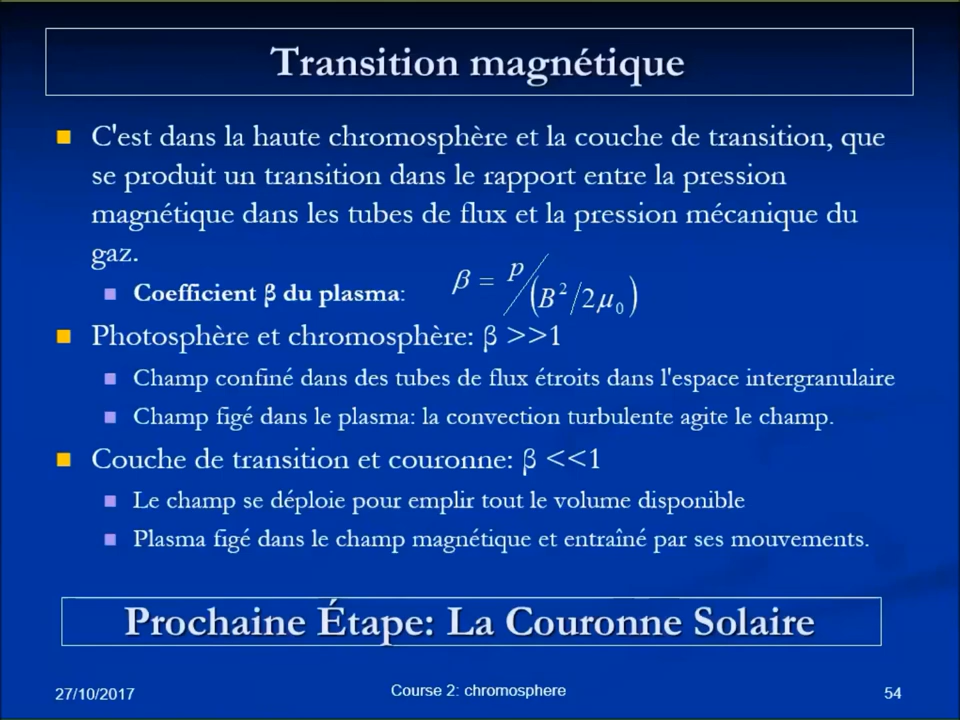 Transition magnétique
C'est dans la haute chromosphère et la couche de transition, que
se produit un transition dans le rapport entre la pression
magnétique dans les tubes de flux et la pression mécanique du
gaz.
Coefficient β du plasma: β = p/(B²/2μ₀)
Photosphère et chromosphère: β >>1
Champ confiné dans des tubes de flux étroits dans l'espace intergranulaire
Champ figé dans le plasma: la convection turbulente agite le champ.
Couche de transition et couronne: β <<1
Le champ se déploie pour emplir tout le volume disponible
Plasma figé dans le champ magnétique et entraîné par ses mouvements.
Prochaine Étape: La Couronne Solaire
27/10/2017 Course 2: chromosphere 54